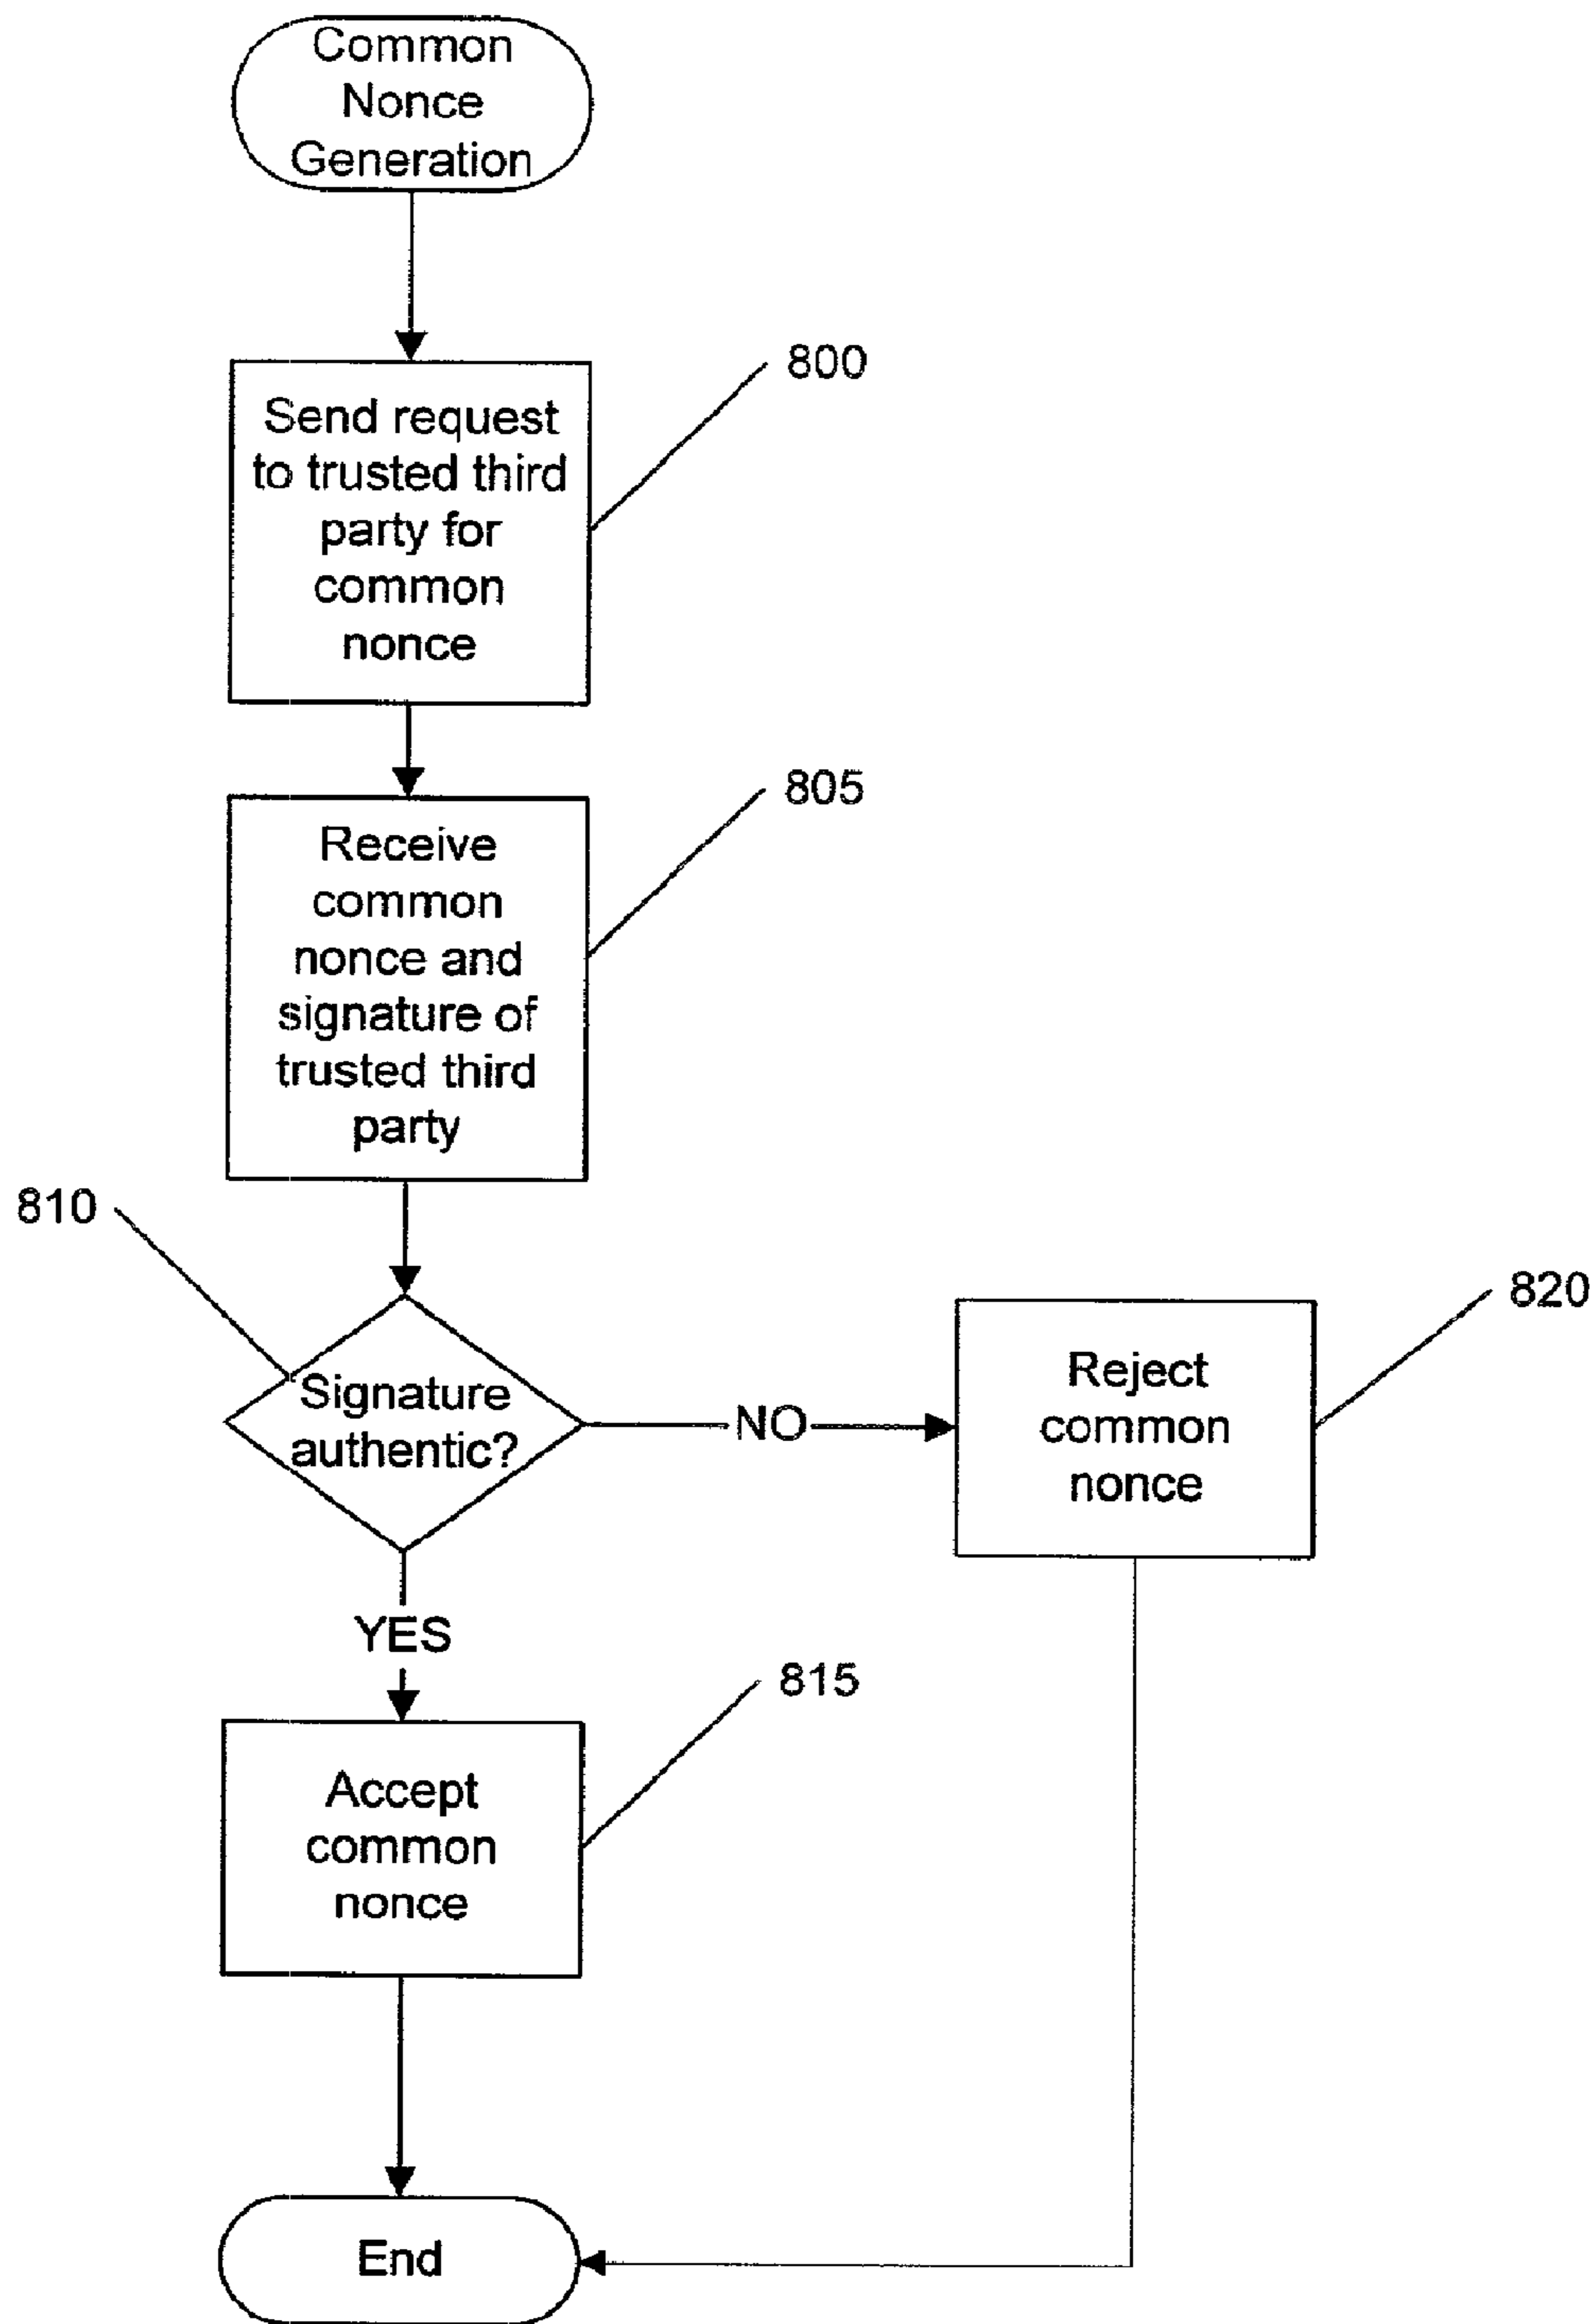 Common
Nonce
Generation
800
Send request
to trusted third
party for
common
nonce
805
Receive
common
nonce and
signature of
trusted third
party
810
Signature
authentic?
NO
820
Reject
common
nonce
YES
815
Accept
common
nonce
End